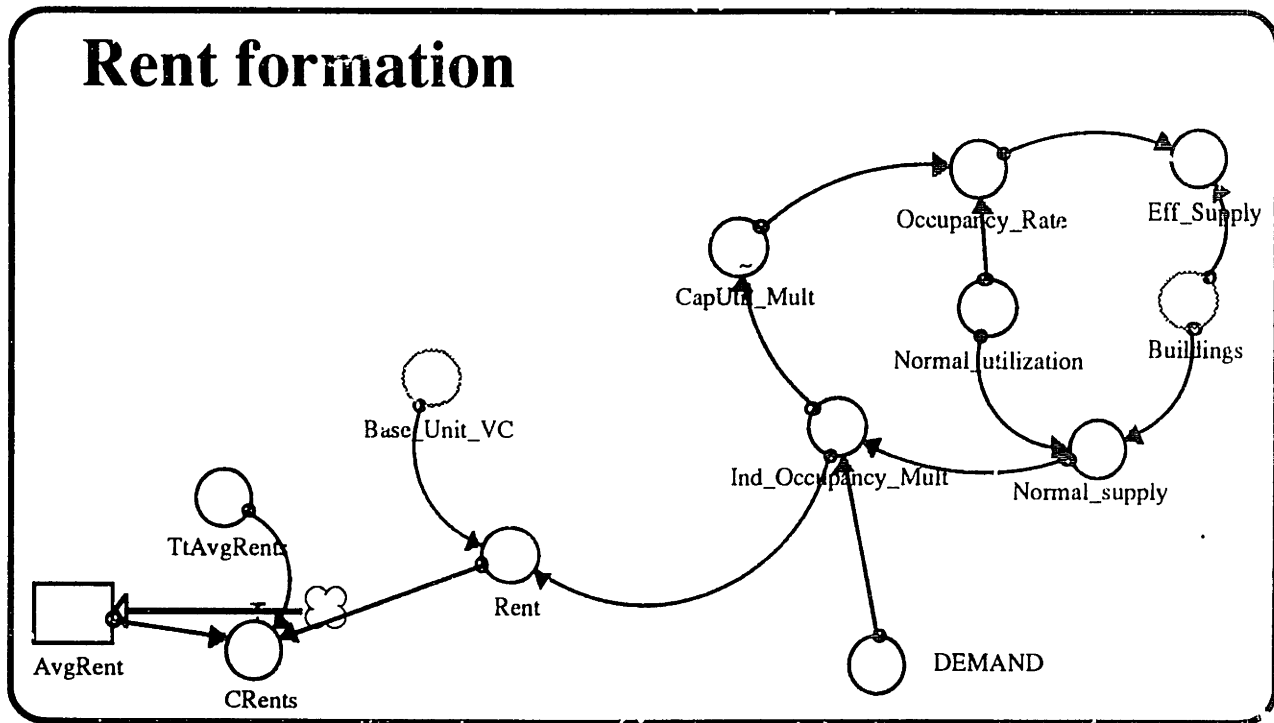 Rent formation
Occupancy_Rate
Eff_Supply
CapUtil_Mult
Normal_utilization
Buildings
Base_Unit_VC
Ind_Occupancy_Mult
Normal_supply
TtAvgRents
Rent
AvgRent
DEMAND
CRents